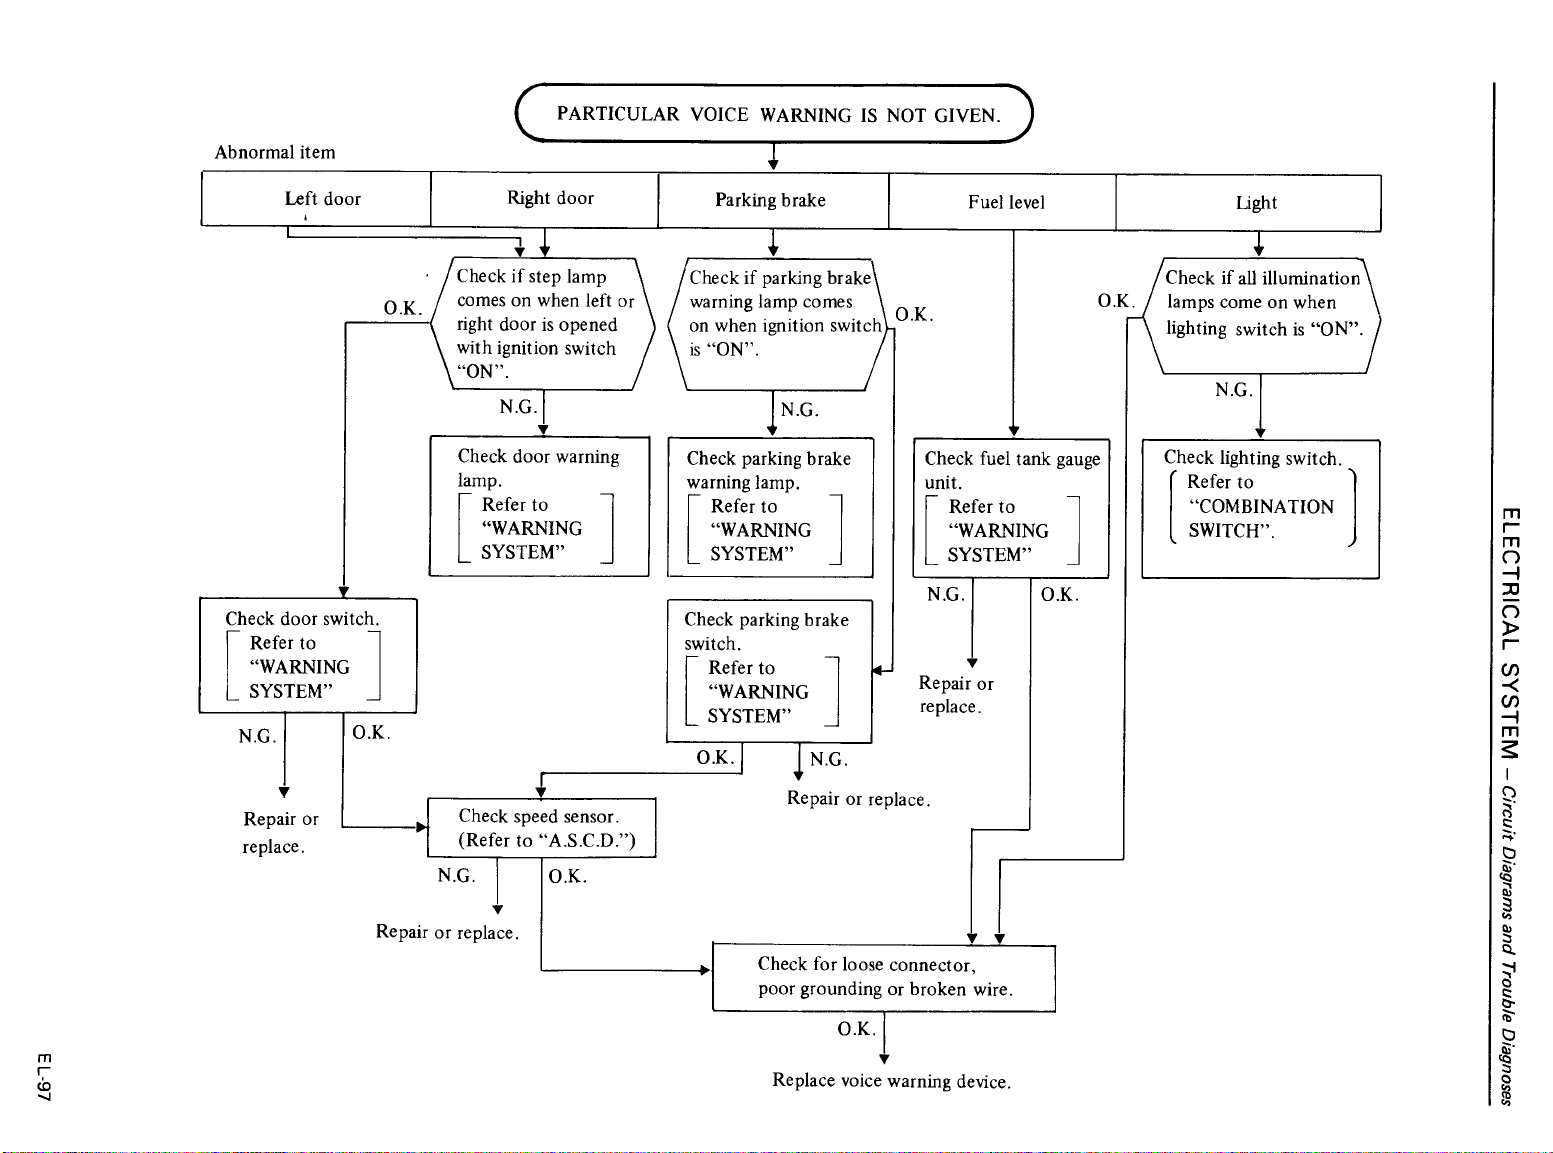 PARTICULAR VOICE WARNING IS NOT GIVEN.
Abnormal item
Left door
Right door
Parking brake
Fuel level
Light
Check if step lamp
comes on when left or
right door is opened
with ignition switch
“ON”.
O.K.
N.G.
Check if parking brake
warning lamp comes
on when ignition switch
is “ON”.
O.K.
N.G.
Check if all illumination
lamps come on when
lighting switch is “ON”.
O.K.
N.G.
Check door warning
lamp.
Refer to
“WARNING
SYSTEM”
Check parking brake
warning lamp.
Refer to
“WARNING
SYSTEM”
Check fuel tank gauge
unit.
Refer to
“WARNING
SYSTEM”
N.G.
O.K.
Repair or
replace.
Check lighting switch.
Refer to
“COMBINATION
SWITCH”.
Check door switch.
Refer to
“WARNING
SYSTEM”
N.G.
O.K.
Repair or
replace.
Check parking brake
switch.
Refer to
“WARNING
SYSTEM”
O.K.
N.G.
Repair or replace.
Check speed sensor.
(Refer to “A.S.C.D.”)
N.G.
O.K.
Repair or replace.
Check for loose connector,
poor grounding or broken wire.
O.K.
Replace voice warning device.
ELECTRICAL SYSTEM – Circuit Diagrams and Trouble Diagnoses
EL-97